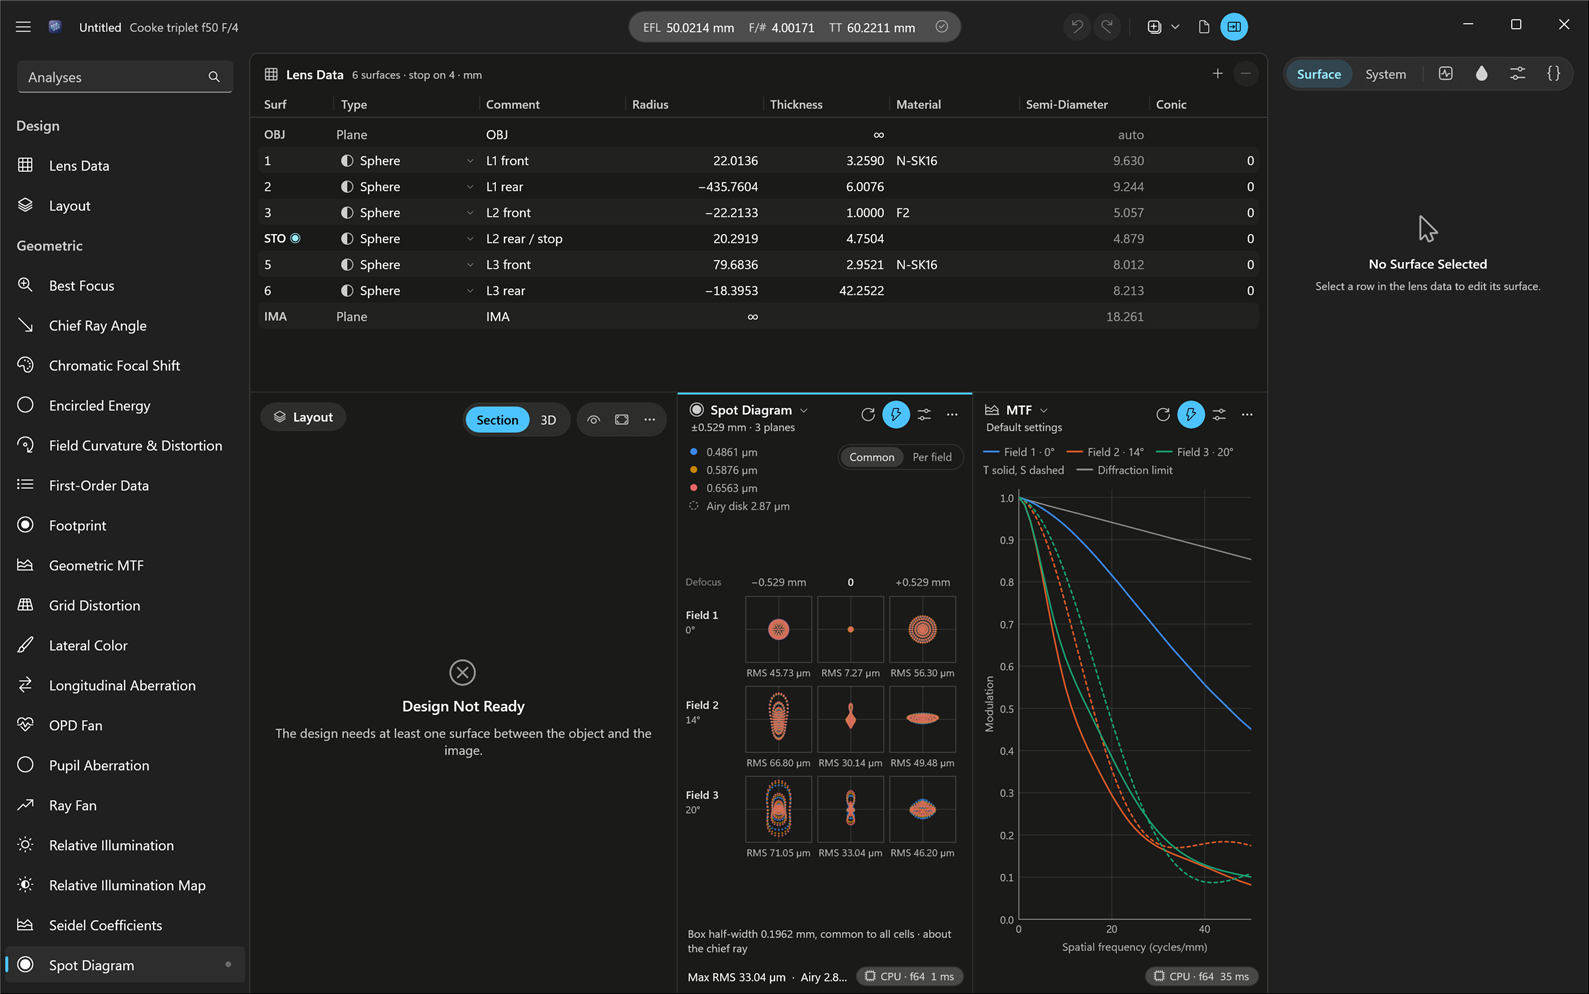 Untitled Cooke triplet f50 F/4
EFL 50.0214 mm F/# 4.00171 TT 60.2211 mm
Analyses
Design
Lens Data
Layout
Geometric
Best Focus
Chief Ray Angle
Chromatic Focal Shift
Encircled Energy
Field Curvature & Distortion
First-Order Data
Footprint
Geometric MTF
Grid Distortion
Lateral Color
Longitudinal Aberration
OPD Fan
Pupil Aberration
Ray Fan
Relative Illumination
Relative Illumination Map
Seidel Coefficients
Spot Diagram
Lens Data 6 surfaces · stop on 4 · mm
Surf Type Comment Radius Thickness Material Semi-Diameter Conic
OBJ Plane OBJ ∞ auto
1 Sphere L1 front 22.0136 3.2590 N-SK16 9.630 0
2 Sphere L1 rear −435.7604 6.0076 9.244 0
3 Sphere L2 front −22.2133 1.0000 F2 5.057 0
STO Sphere L2 rear / stop 20.2919 4.7504 4.879 0
5 Sphere L3 front 79.6836 2.9521 N-SK16 8.012 0
6 Sphere L3 rear −18.3953 42.2522 8.213 0
IMA Plane IMA ∞ 18.261
Layout Section 3D
Design Not Ready
The design needs at least one surface between the object and the
image.
Spot Diagram
±0.529 mm · 3 planes
0.4861 µm
0.5876 µm
0.6563 µm
Airy disk 2.87 µm
Common Per field
Defocus −0.529 mm 0 +0.529 mm
Field 1
0°
RMS 45.73 µm RMS 7.27 µm RMS 56.30 µm
Field 2
14°
RMS 66.80 µm RMS 30.14 µm RMS 49.48 µm
Field 3
20°
RMS 71.05 µm RMS 33.04 µm RMS 46.20 µm
Box half-width 0.1962 mm, common to all cells · about
the chief ray
Max RMS 33.04 µm · Airy 2.8... CPU · f64 1 ms
MTF
Default settings
Field 1 · 0° Field 2 · 14° Field 3 · 20°
T solid, S dashed Diffraction limit
1.0
0.9
0.8
0.7
0.6
0.5
0.4
0.3
0.2
0.1
0.0
Modulation
0 20 40
Spatial frequency (cycles/mm)
CPU · f64 35 ms
Surface System {}
No Surface Selected
Select a row in the lens data to edit its surface.